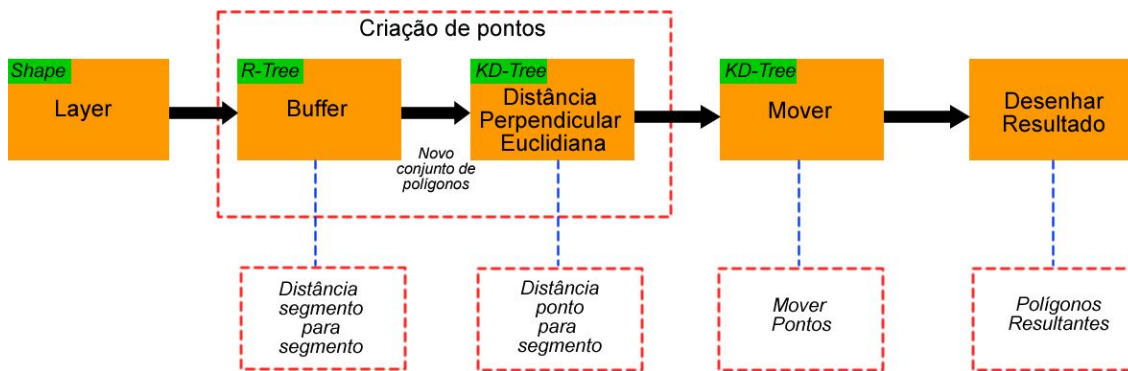 Criação de pontos
Shape
Layer
R-Tree
Buffer
Novo
conjunto de
polígonos
KD-Tree
Distância
Perpendicular
Euclidiana
KD-Tree
Mover
Desenhar
Resultado
Distância
segmento
para
segmento
Distância
ponto
para
segmento
Mover
Pontos
Polígonos
Resultantes